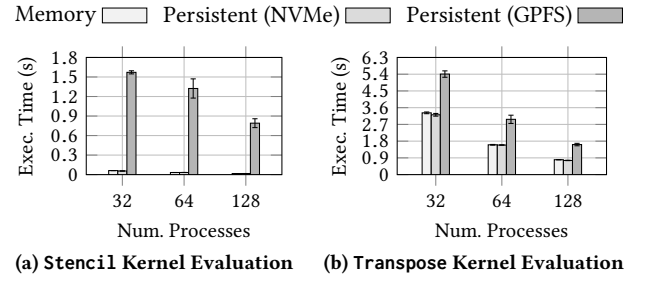 Memory Persistent (NVMe) Persistent (GPFS)
Exec. Time (s)
1.8
1.5
1.2
0.9
0.6
0.3
0
32 64 128
Num. Processes
(a) Stencil Kernel Evaluation
Exec. Time (s)
6.3
5.4
4.5
3.6
2.7
1.8
0.9
0
32 64 128
Num. Processes
(b) Transpose Kernel Evaluation